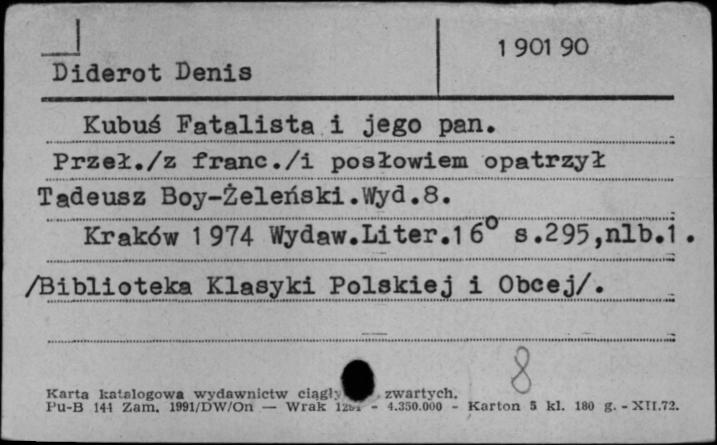 1 901 90
Diderot Denis
Kubuś Fatalista i jego pan.
Przeł./z franc./i posłowiem opatrzył
Tadeusz Boy-Żeleński.Wyd.8.
Kraków 1974 Wydaw.Liter.16° s.295,nlb.1.
/Biblioteka Klasyki Polskiej i Obcej/.
8
Karta katalogowa wydawnictw zwartych.
Pu-B 144 Zam. 1991/DW/On — Wrak - 4.350.000 - Karton 5 kl. 180 g. - XII.72.